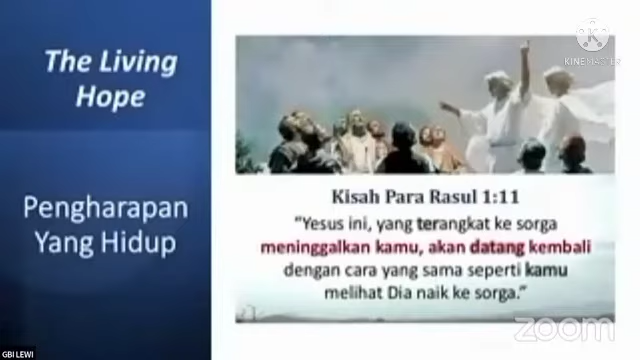 The Living
Hope
Pengharapan
Yang Hidup
KINEMASTER
Kisah Para Rasul 1:11
“Yesus ini, yang terangkat ke sorga
meninggalkan kamu, akan datang kembali
dengan cara yang sama seperti kamu
melihat Dia naik ke sorga.”
zoom
GBI LEWI